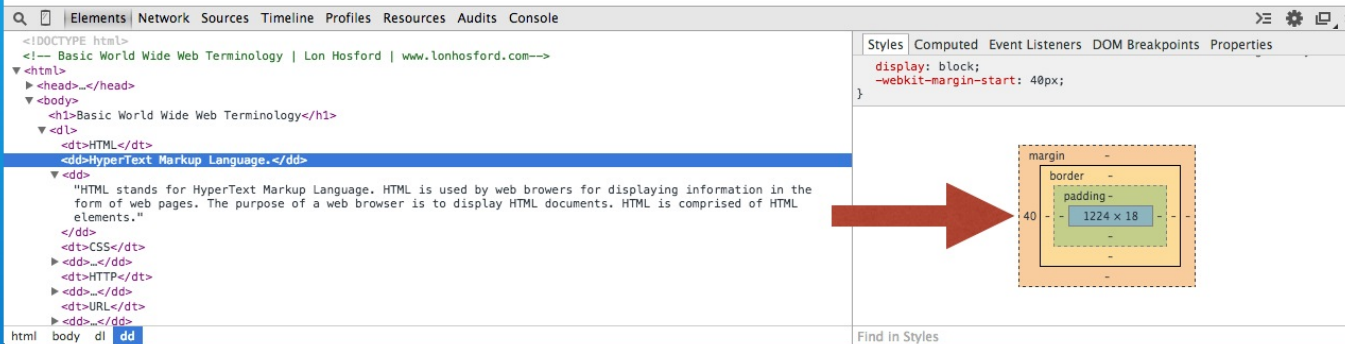 Elements Network Sources Timeline Profiles Resources Audits Console
<!DOCTYPE html>
<!-- Basic World Wide Web Terminology | Lon Hosford | www.lonhosford.com-->
▼<html>
▶<head>…</head>
▼<body>
<h1>Basic World Wide Web Terminology</h1>
▼<dl>
<dt>HTML</dt>
<dd>HyperText Markup Language.</dd>
▼<dd>
"HTML stands for HyperText Markup Language. HTML is used by web browers for displaying information in the
form of web pages. The purpose of a web browser is to display HTML documents. HTML is comprised of HTML
elements."
</dd>
<dt>CSS</dt>
▶<dd>…</dd>
<dt>HTTP</dt>
▶<dd>…</dd>
<dt>URL</dt>
▶<dd>…</dd>
html body dl dd
Styles Computed Event Listeners DOM Breakpoints Properties
display: block;
-webkit-margin-start: 40px;
}
margin -
border -
padding -
40 - - 1224 × 18 - - -
-
-
-
Find in Styles